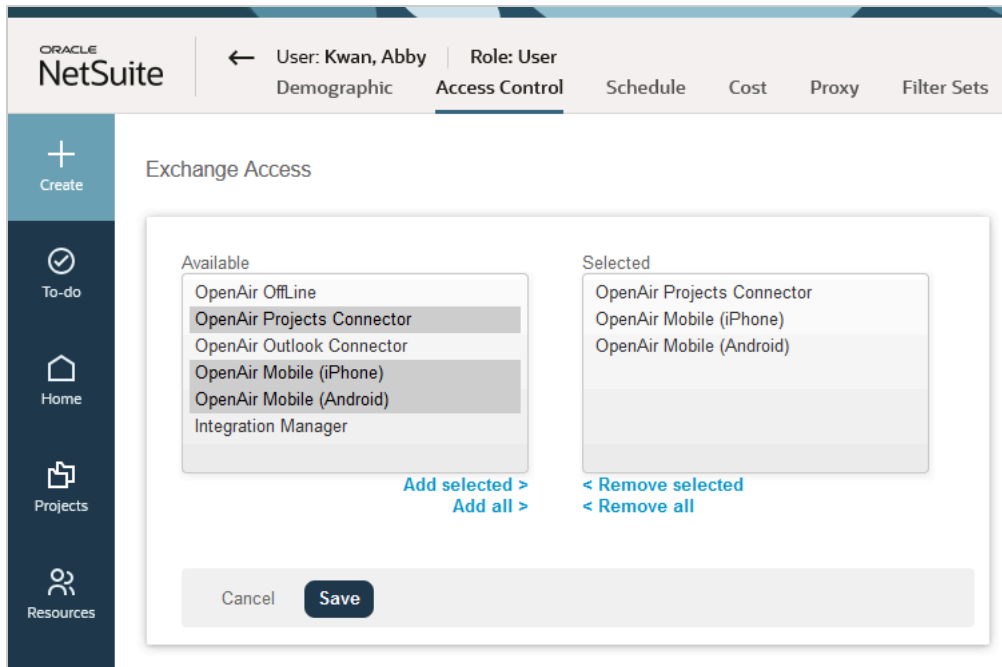 ORACLE
NetSuite
User: Kwan, Abby Role: User
Demographic Access Control Schedule Cost Proxy Filter Sets
Create
To-do
Home
Projects
Resources
Exchange Access
Available
OpenAir OffLine
OpenAir Projects Connector
OpenAir Outlook Connector
OpenAir Mobile (iPhone)
OpenAir Mobile (Android)
Integration Manager
Add selected >
Add all >
Selected
OpenAir Projects Connector
OpenAir Mobile (iPhone)
OpenAir Mobile (Android)
< Remove selected
< Remove all
Cancel Save